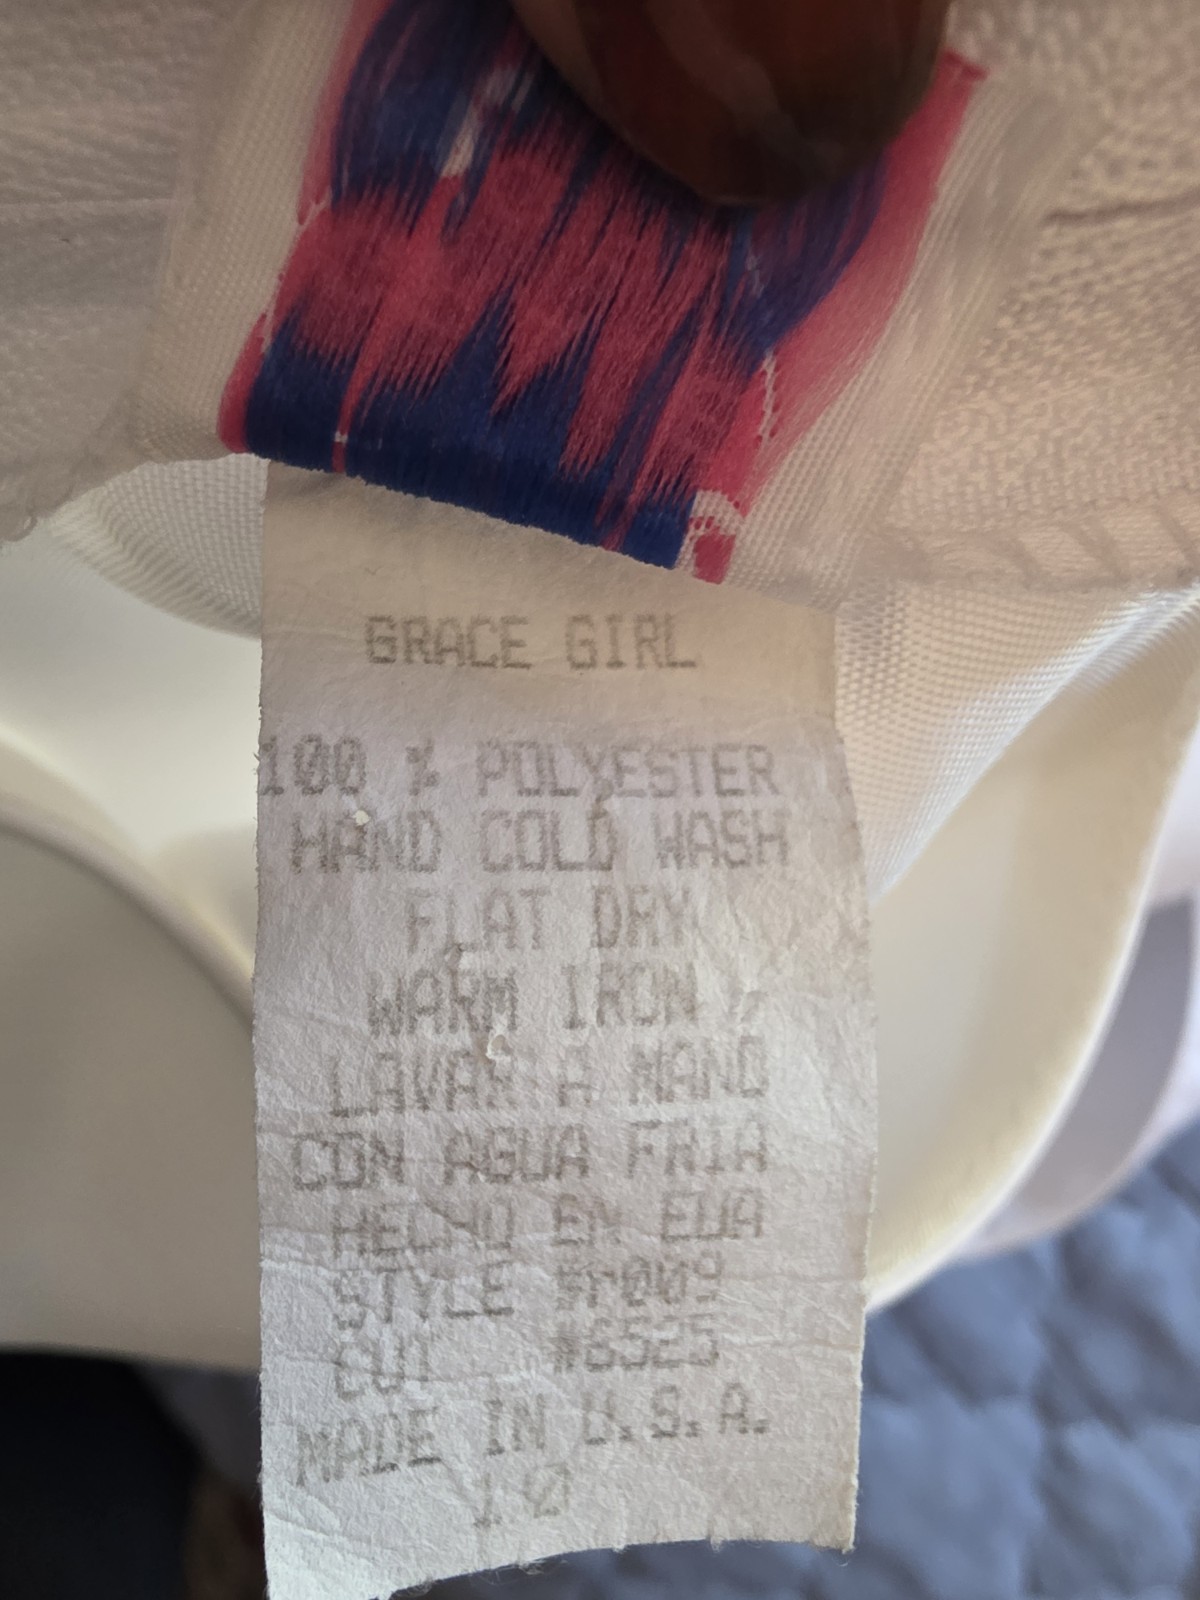 GRACE GIRL
100 % POLYESTER
HAND COLD WASH
FLAT DRY
WARM IRON
LAVAR A MANO
CON AGUA FRIA
HECHO EN EUA
STYLE
CUT #6525
MADE IN U.S.A.
10